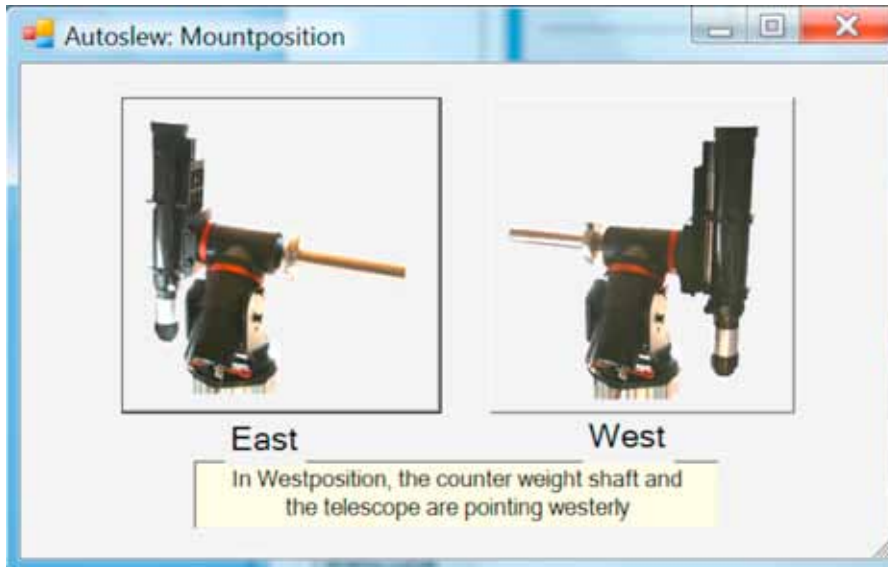 Autoslew: Mountposition
East
West
In Westposition, the counter weight shaft and
the telescope are pointing westerly